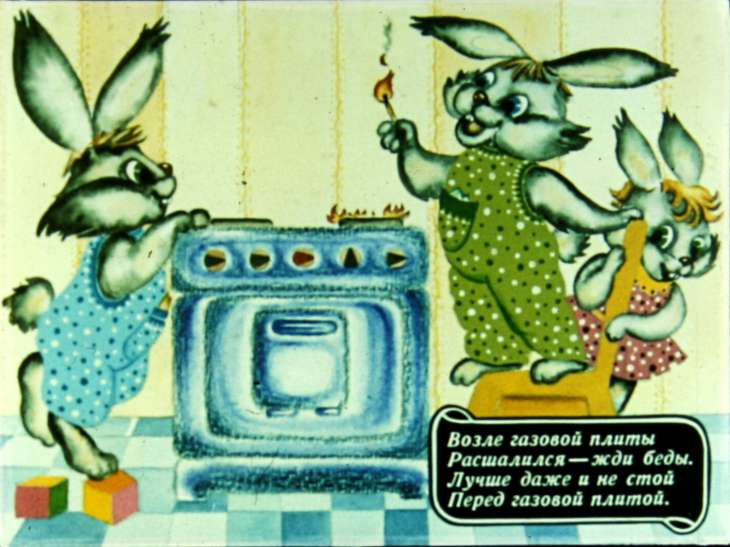 Возле газовой плиты
Расшалился — жди беды.
Лучше даже и не стой
Перед газовой плитой.